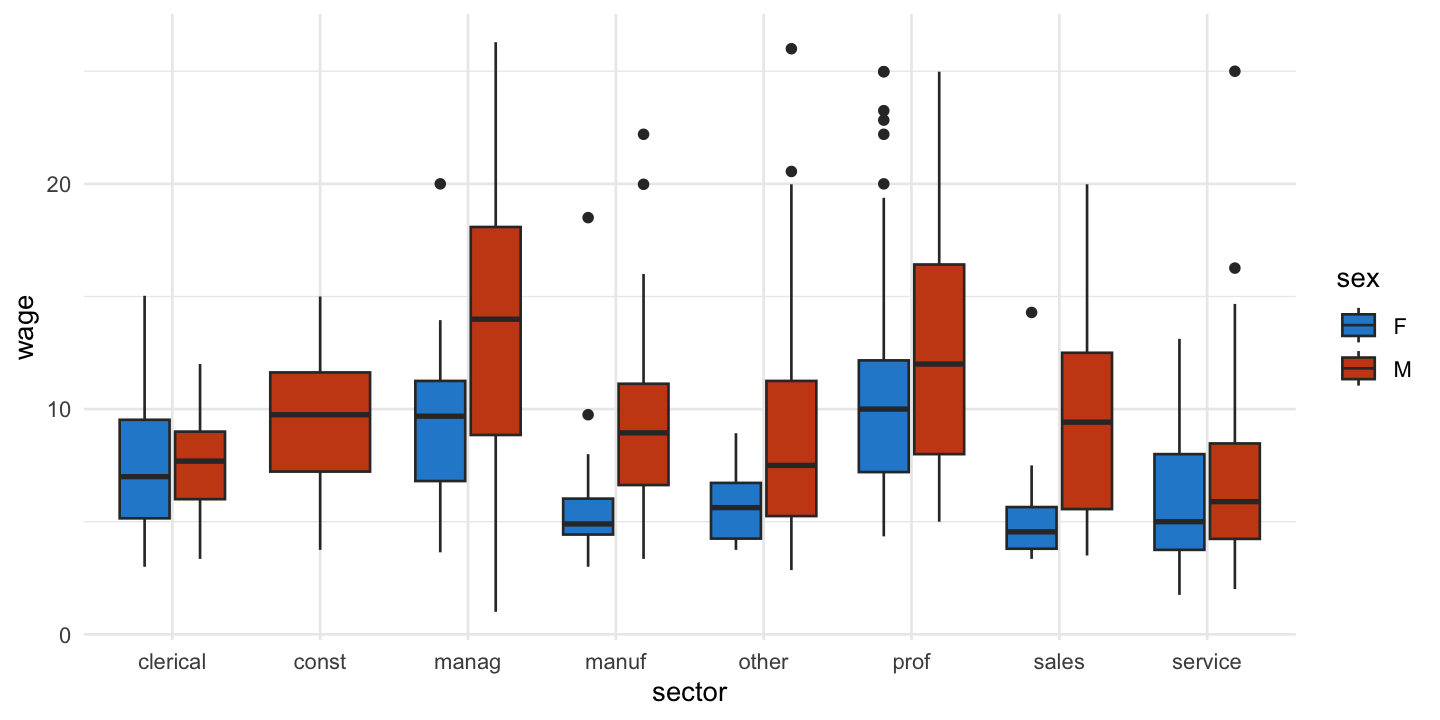 wage
20
10
0
clerical const manag manuf other prof sales service
sector
sex
F
M